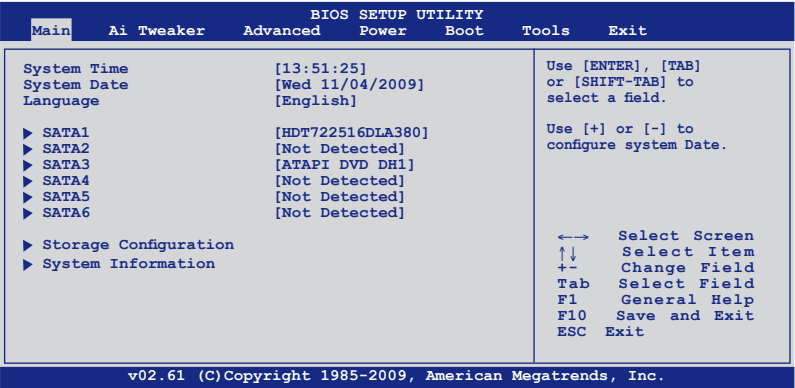 BIOS SETUP UTILITY
Main Ai Tweaker Advanced Power Boot Tools Exit
System Time [13:51:25]
System Date [Wed 11/04/2009]
Language [English]
▶ SATA1 [HDT722516DLA380]
▶ SATA2 [Not Detected]
▶ SATA3 [ATAPI DVD DH1]
▶ SATA4 [Not Detected]
▶ SATA5 [Not Detected]
▶ SATA6 [Not Detected]
▶ Storage Configuration
▶ System Information
Use [ENTER], [TAB]
or [SHIFT-TAB] to
select a field.
Use [+] or [-] to
configure system Date.
←→ Select Screen
↑↓ Select Item
+- Change Field
Tab Select Field
F1 General Help
F10 Save and Exit
ESC Exit
v02.61 (C)Copyright 1985-2009, American Megatrends, Inc.